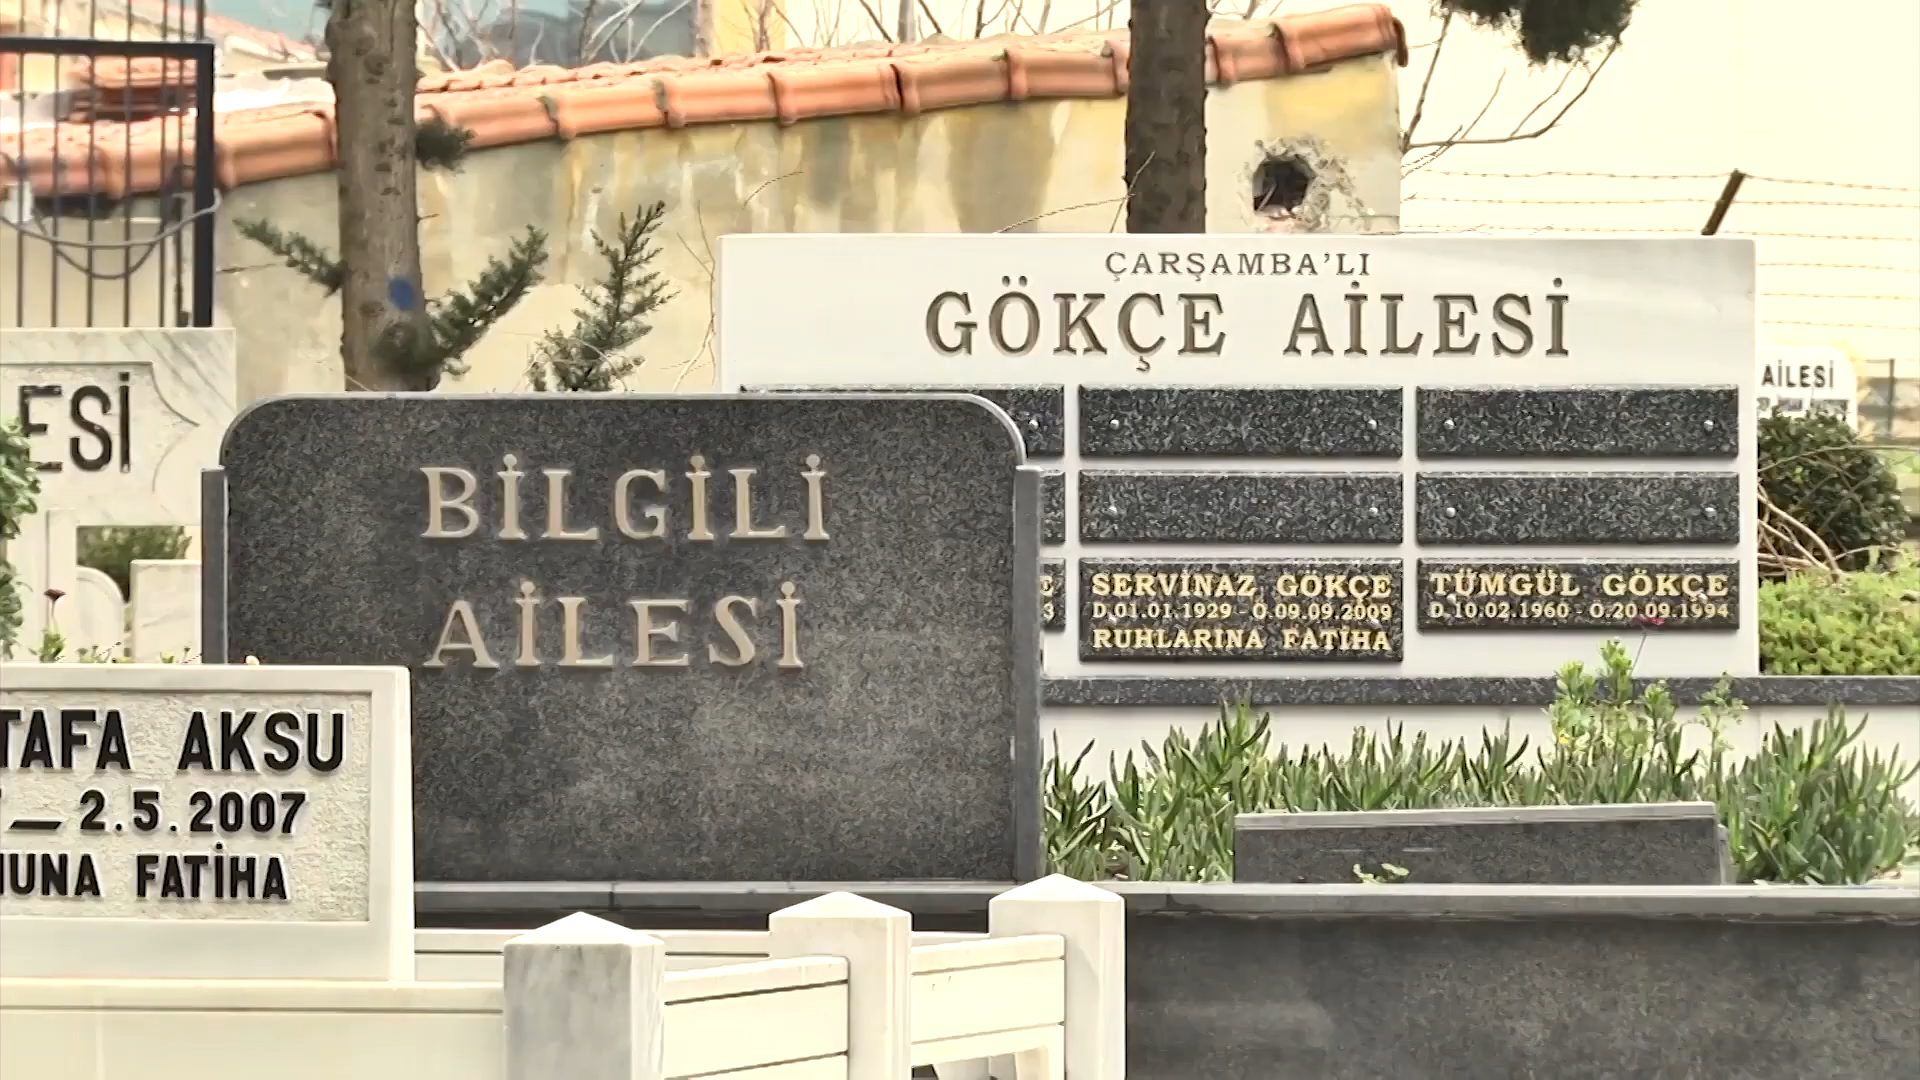 ÇARŞAMBA'LI
GÖKÇE AİLESİ
AİLESİ
ESİ
BİLGİLİ
AİLESİ
SERVİNAZ GÖKÇE
D.01.01.1929 - Ö.09.09.2009
RUHLARINA FATİHA
TÜMGÜL GÖKÇE
D.10.02.1960 - Ö.20.09.1994
TAFA AKSU
2.5.2007
UNA FATİHA